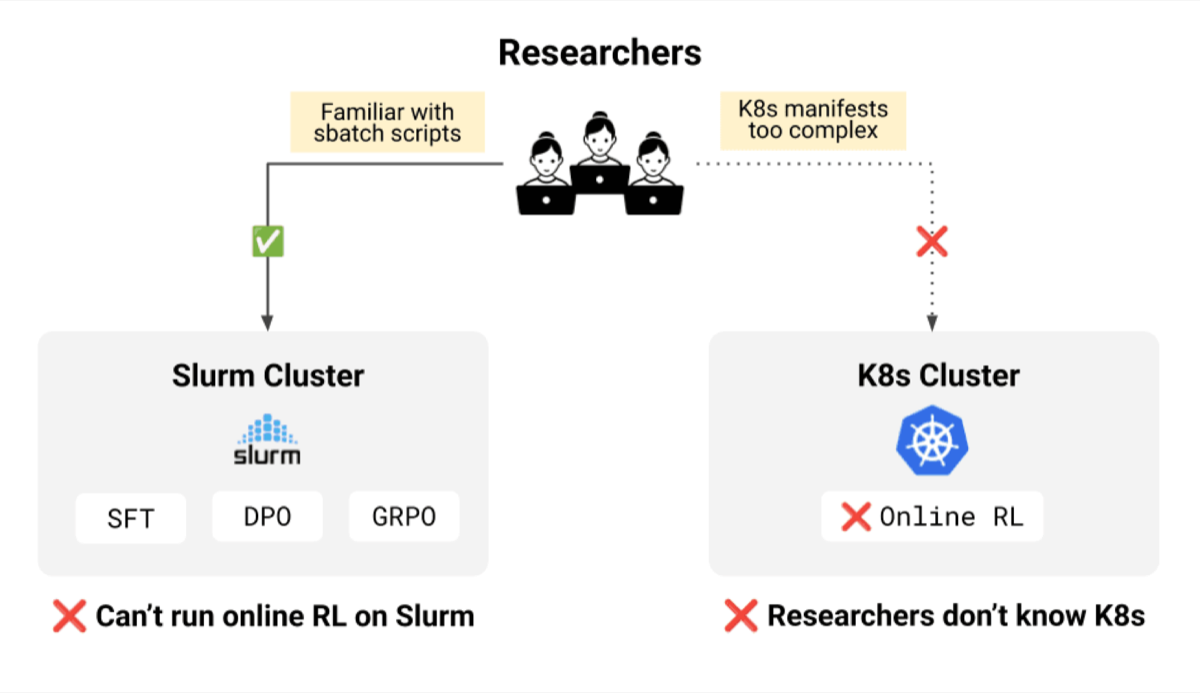 Researchers
Familiar with
sbatch scripts
K8s manifests
too complex
Slurm Cluster
slurm
SFT
DPO
GRPO
Can't run online RL on Slurm
K8s Cluster
Online RL
Researchers don't know K8s